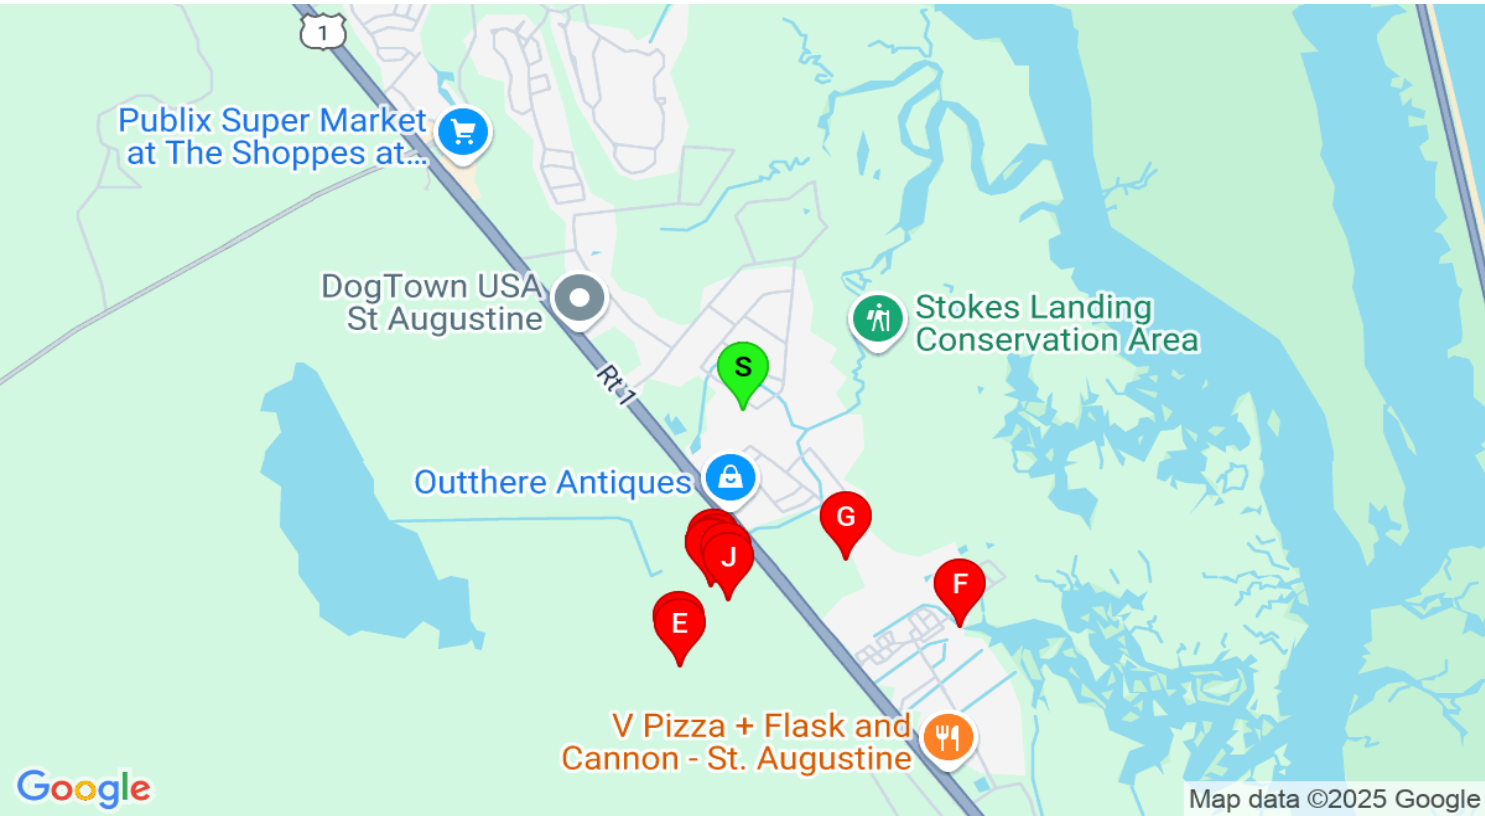 1
Publix Super Market
at The Shoppes at...
DogTown USA
St Augustine
Stokes Landing
Conservation Area
S
Rt 1
Outthere Antiques
G
J
F
E
V Pizza + Flask and
Cannon - St. Augustine
Google
Map data ©2025 Google